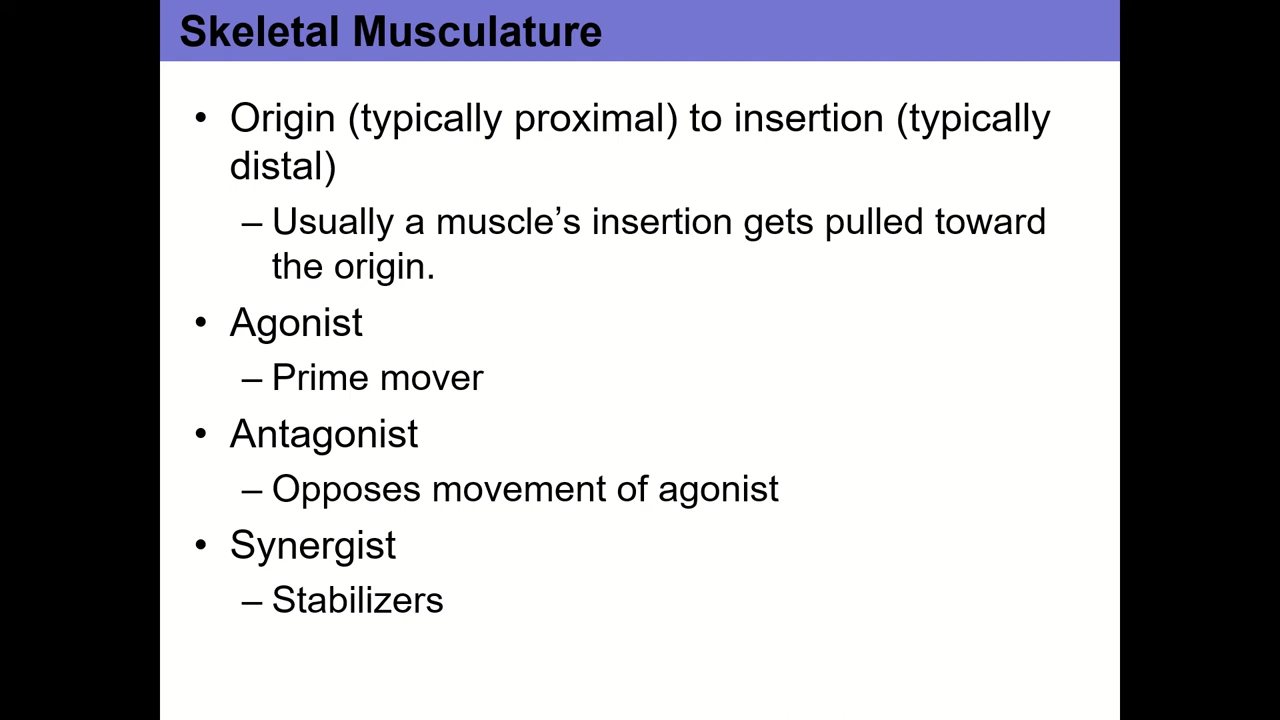 Skeletal Musculature
• Origin (typically proximal) to insertion (typically
distal)
– Usually a muscle’s insertion gets pulled toward
the origin.
• Agonist
– Prime mover
• Antagonist
– Opposes movement of agonist
• Synergist
– Stabilizers